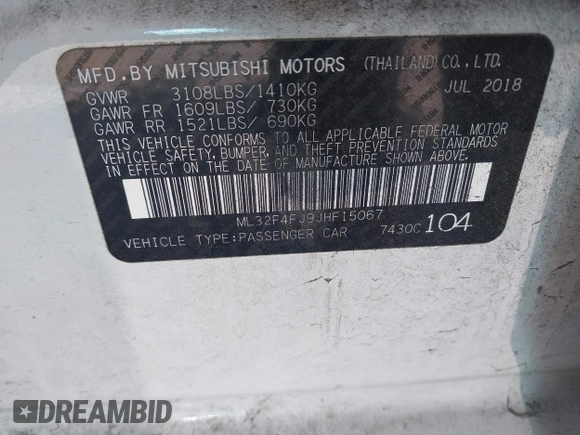 MFD.BY MITSUBISHI MOTORS (THAILAND)CO.,LTD.
GVWR 3108LBS/1410KG JUL 2018
GAWR FR 1609LBS/ 730KG
GAWR RR 1521LBS/ 690KG
THIS VEHICLE CONFORMS TO ALL APPLICABLE FEDERAL MOTOR
VEHICLE SAFETY, BUMPER, AND THEFT PREVENTION STANDARDS
IN EFFECT ON THE DATE OF MANUFACTURE SHOWN ABOVE.
ML32F4FJ9JHF15067
VEHICLE TYPE:PASSENGER CAR 7430C 104
DREAMBID